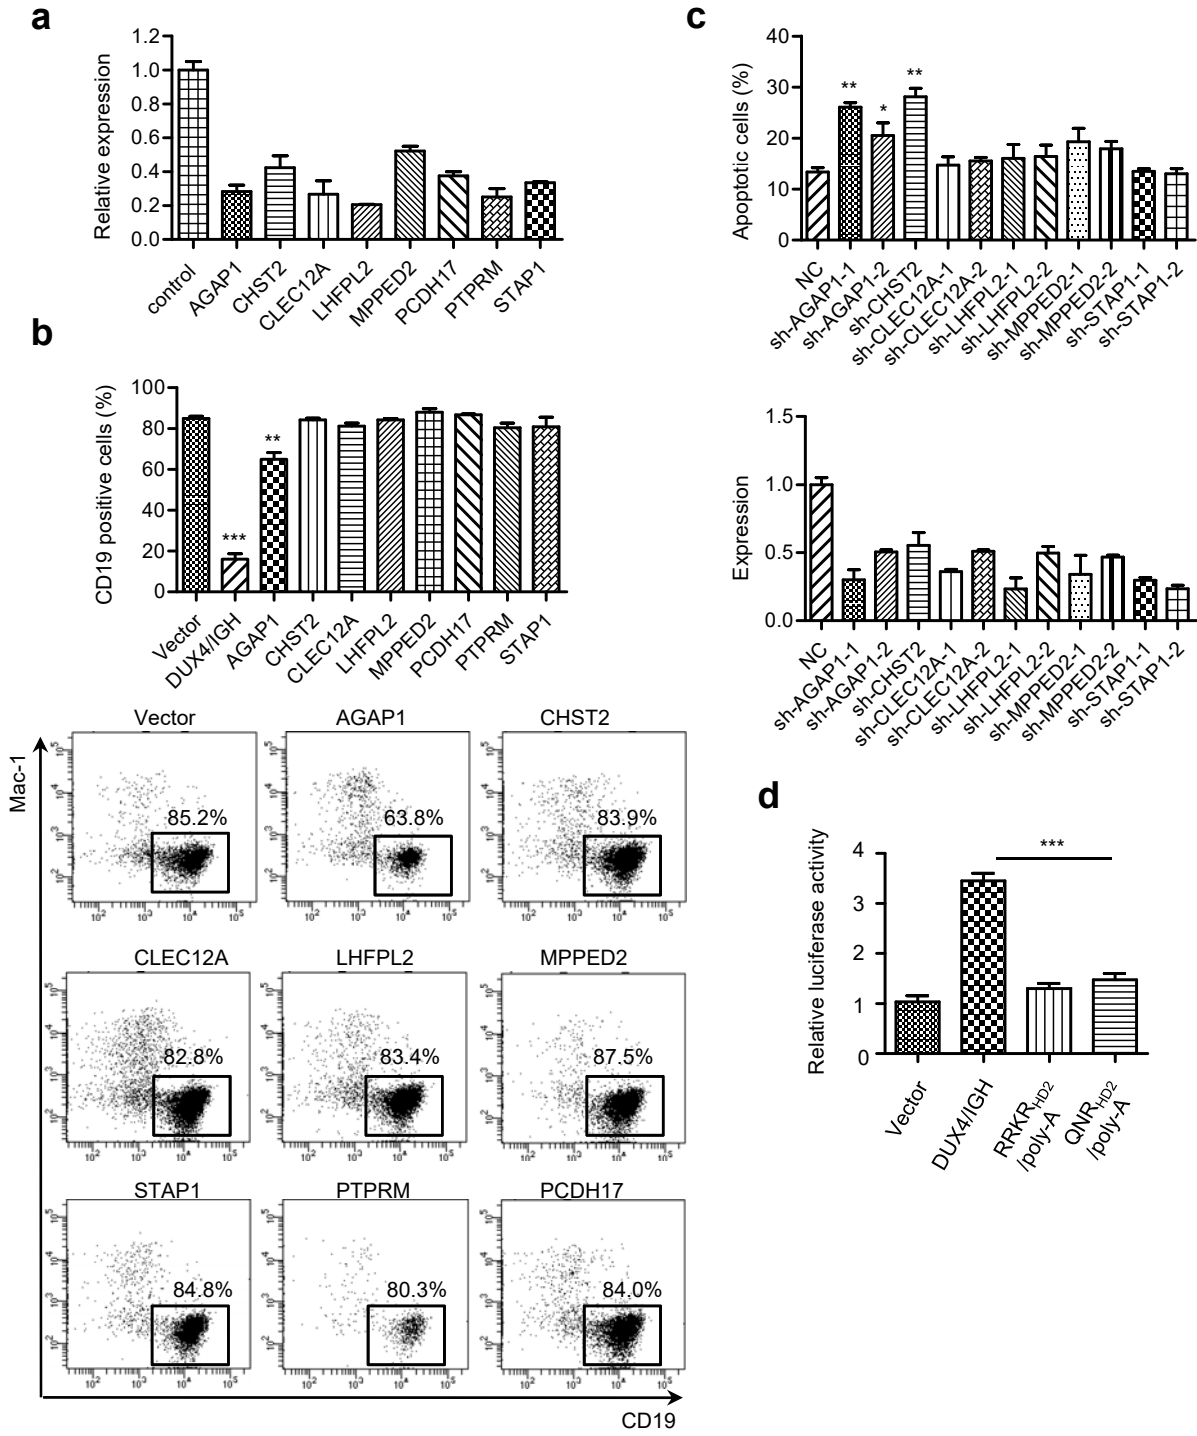 a
Relative expression
1.2
1.0
0.8
0.6
0.4
0.2
0.0
control
AGAP1
CHST2
CLEC12A
LHFPL2
MPPED2
PCDH17
PTPRM
STAP1
b
CD19 positive cells (%)
100
80
60
40
20
0
***
**
Vector
DUX4/IGH
AGAP1
CHST2
CLEC12A
LHFPL2
MPPED2
PCDH17
PTPRM
STAP1
Mac-1
Vector
85.2%
AGAP1
63.8%
CHST2
83.9%
CLEC12A
82.8%
LHFPL2
83.4%
MPPED2
87.5%
STAP1
84.8%
PTPRM
80.3%
PCDH17
84.0%
10² 10³ 10⁴ 10⁵
CD19
c
Apoptotic cells (%)
40
30
20
10
0
**
*
**
NC
sh-AGAP1-1
sh-AGAP1-2
sh-CHST2
sh-CLEC12A-1
sh-CLEC12A-2
sh-LHFPL2-1
sh-LHFPL2-2
sh-MPPED2-1
sh-MPPED2-2
sh-STAP1-1
sh-STAP1-2
Expression
1.5
1.0
0.5
0.0
NC
sh-AGAP1-1
sh-AGAP1-2
sh-CHST2
sh-CLEC12A-1
sh-CLEC12A-2
sh-LHFPL2-1
sh-LHFPL2-2
sh-MPPED2-1
sh-MPPED2-2
sh-STAP1-1
sh-STAP1-2
d
Relative luciferase activity
4
3
2
1
0
***
Vector
DUX4/IGH
RRKR_HD2
/poly-A
QNIR_HD2
/poly-A